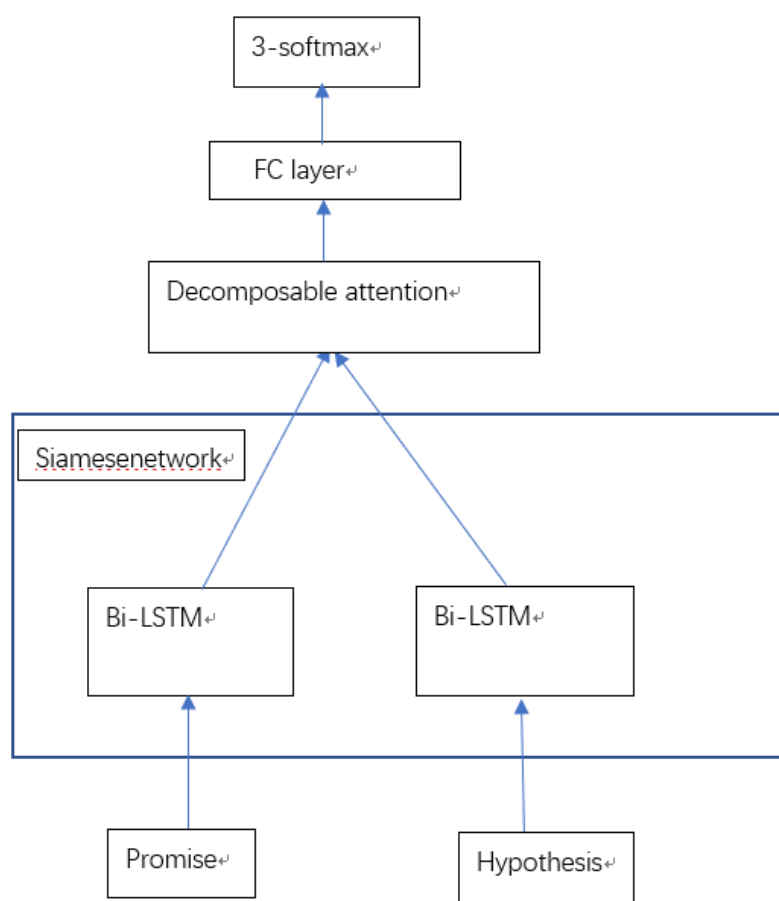 3-softmax
FC layer
Decomposable attention
Siamesenetwork
Bi-LSTM
Bi-LSTM
Promise
Hypothesis